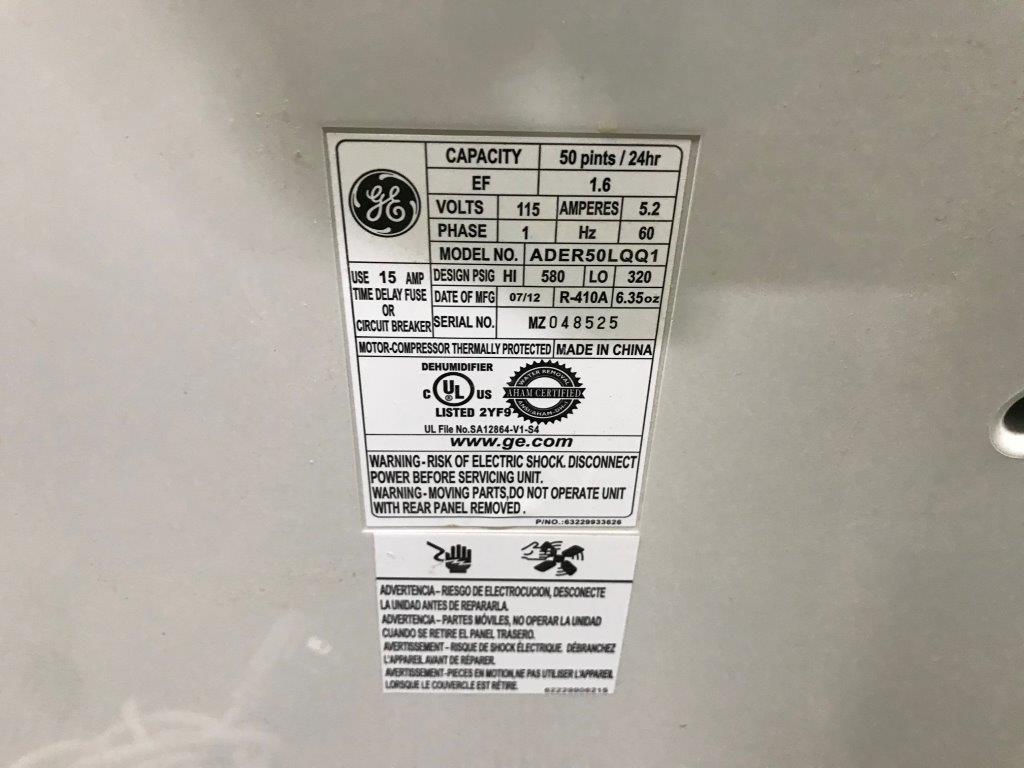 GE
CAPACITY 50 pints / 24hr
EF 1.6
VOLTS 115 AMPERES 5.2
PHASE 1 Hz 60
MODEL NO. ADER50LQQ1
USE 15 AMP
TIME DELAY FUSE
OR
CIRCUIT BREAKER
DESIGN PSIG HI 580 LO 320
DATE OF MFG 07/12 R-410A 6.35oz
SERIAL NO. MZ048525
MOTOR-COMPRESSOR THERMALLY PROTECTED MADE IN CHINA
DEHUMIDIFIER
C UL US
LISTED 2YF9
WATER REMOVAL
AHAM CERTIFIED
UL File No.SA12864-V1-S4
www.ge.com
WARNING-RISK OF ELECTRIC SHOCK. DISCONNECT
POWER BEFORE SERVICING UNIT.
WARNING-MOVING PARTS,DO NOT OPERATE UNIT
WITH REAR PANEL REMOVED.
P/NO.:63229933626
ADVERTENCIA-RIESGO DE ELECTROCUCION, DESCONECTE
LA UNIDAD ANTES DE REPARARLA.
ADVERTENCIA-PARTES MÓVILES, NO OPERAR LA UNIDAD
CUANDO SE RETIRE EL PANEL TRASERO.
AVERTISSEMENT-RISQUE DE SHOCK ÉLECTRIQUE. DÉBRANCHEZ
L'APPAREIL AVANT DE RÉPARER.
AVERTISSEMENT-PIECES EN MOTION,NE PAS UTILISER L'APPAREIL
LORSQUE LE COUVERCLE EST RÉTIRE.